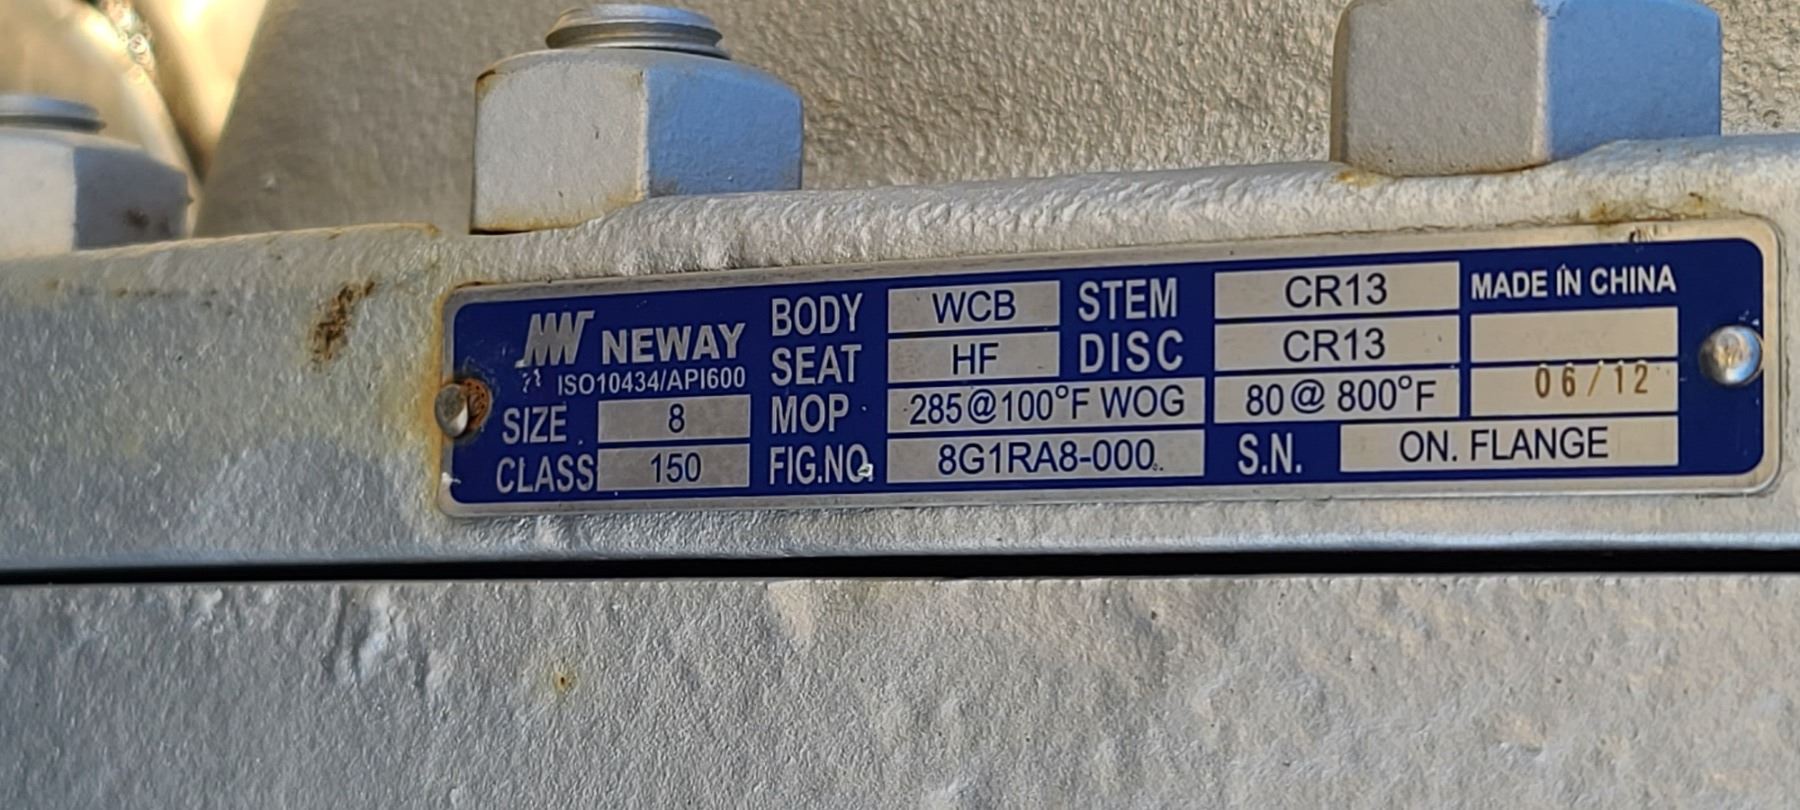 NEWAY
ISO10434/API600
SIZE 8
CLASS 150
BODY WCB STEM CR13 MADE IN CHINA
SEAT HF DISC CR13
MOP 285@100°F WOG 80@800°F 06/12
FIG.NO. 8G1RA8-000 S.N. ON. FLANGE